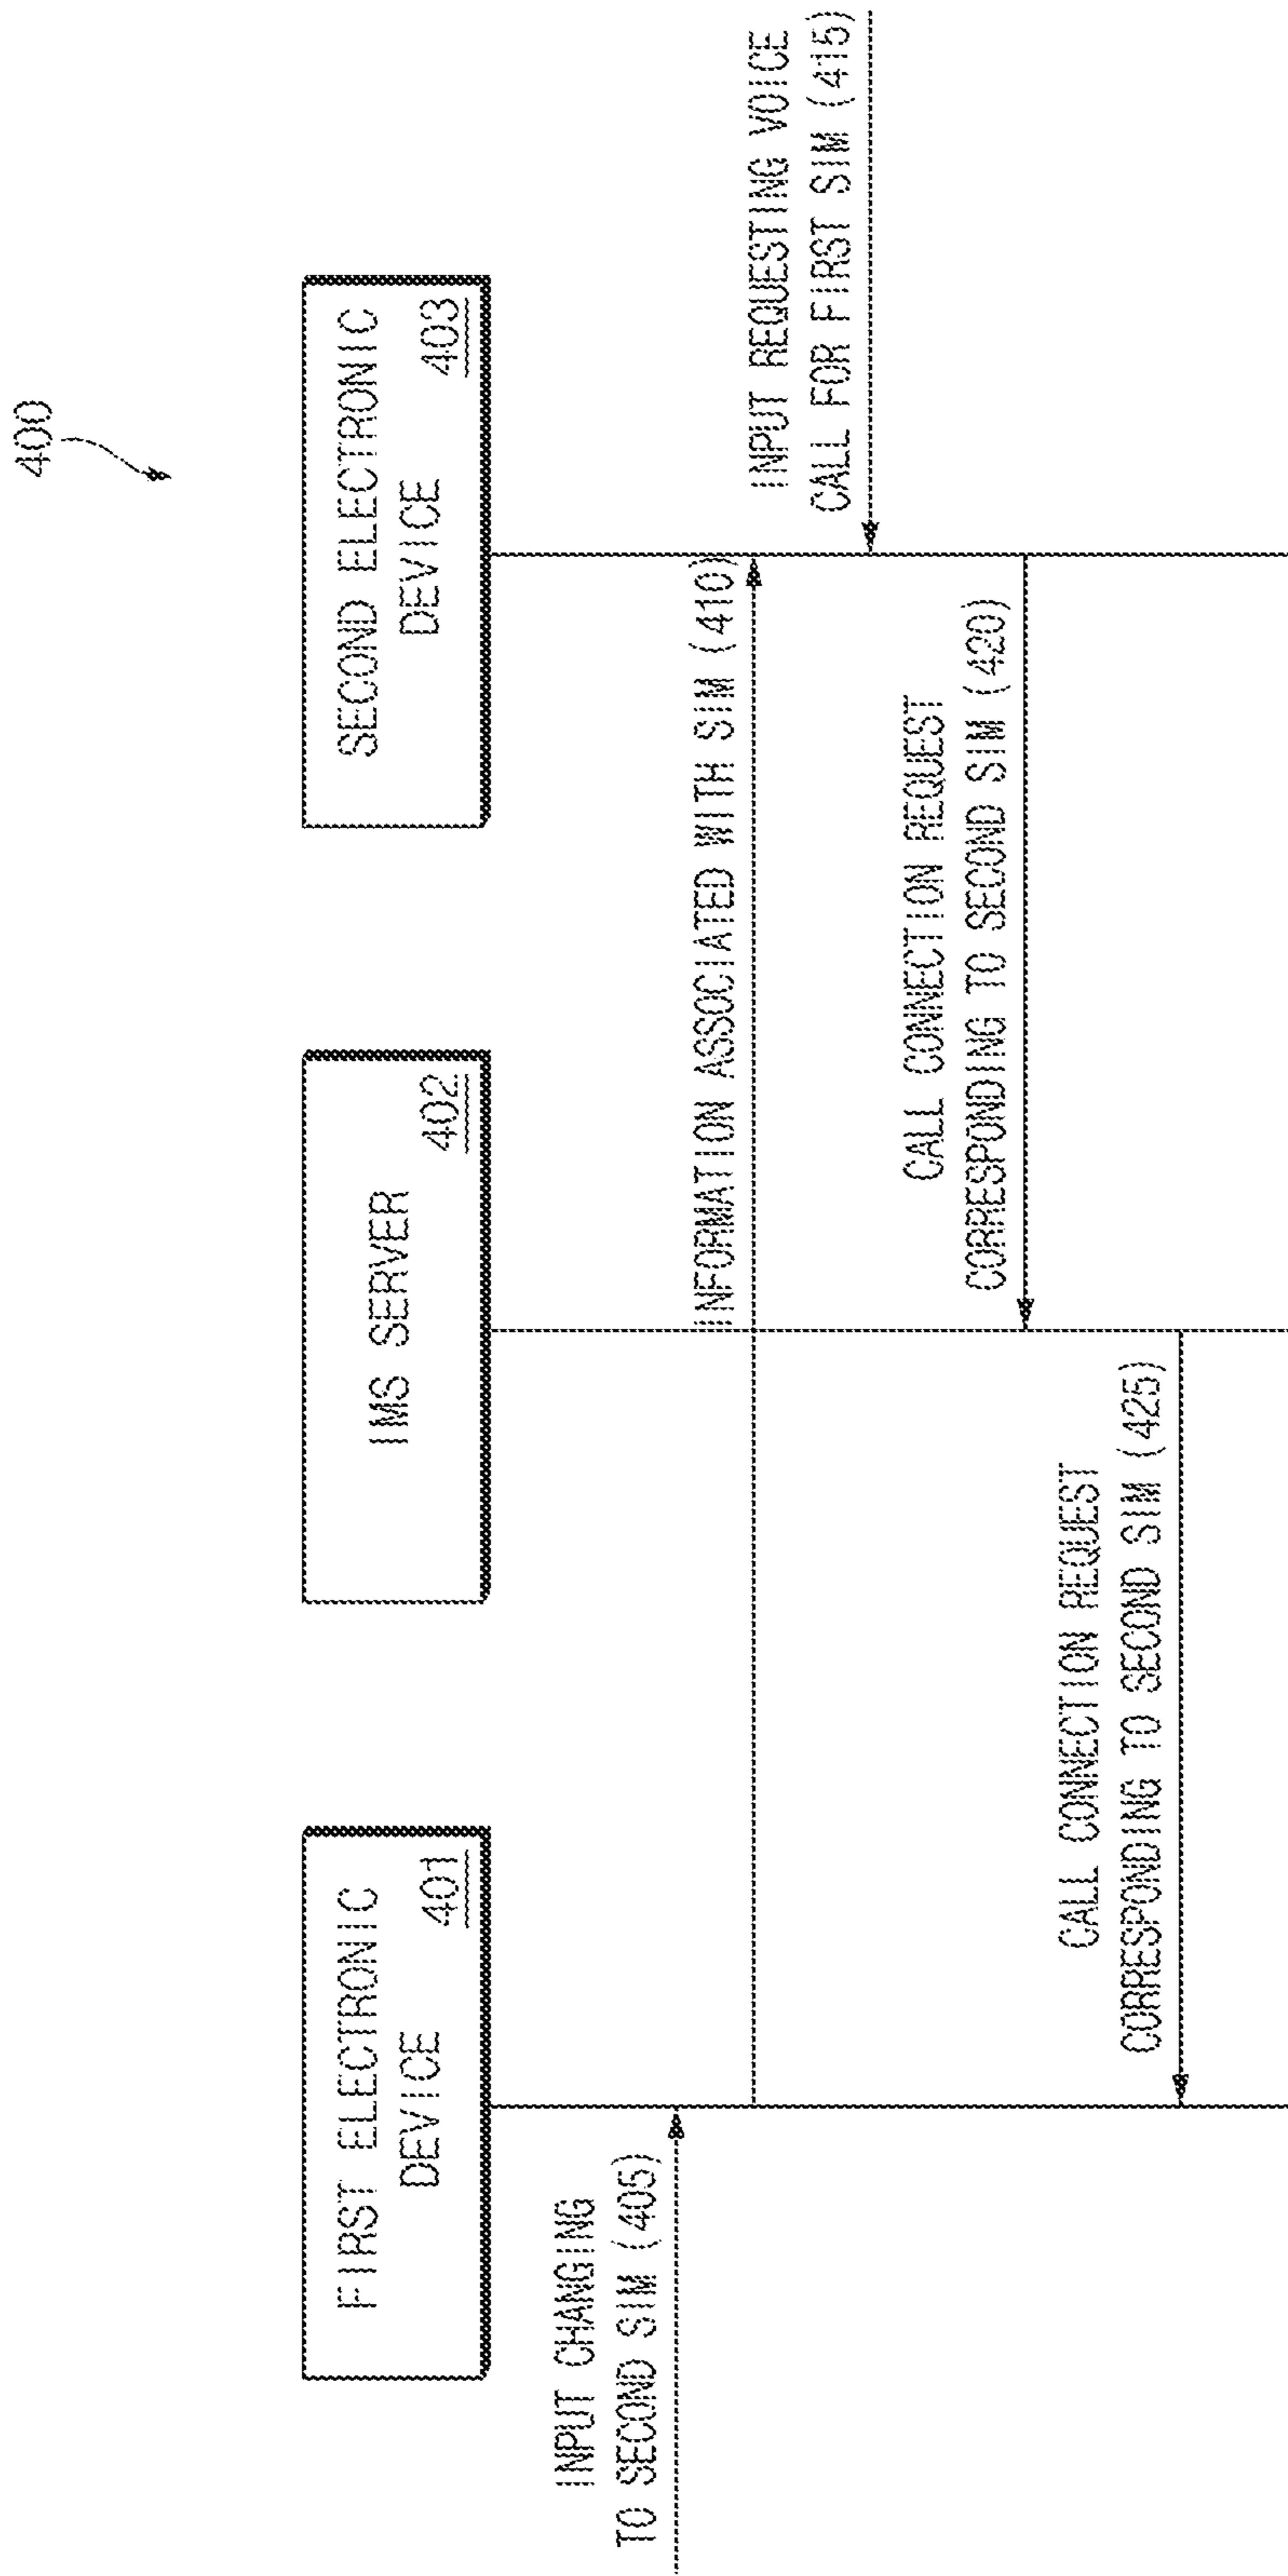 400
FIRST ELECTRONIC
DEVICE
401
IMS SERVER
402
SECOND ELECTRONIC
DEVICE
403
INPUT CHANGING
TO SECOND SIM (405)
INFORMATION ASSOCIATED WITH SIM (410)
INPUT REQUESTING VOICE
CALL FOR FIRST SIM (415)
CALL CONNECTION REQUEST
CORRESPONDING TO SECOND SIM (420)
CALL CONNECTION REQUEST
CORRESPONDING TO SECOND SIM (425)